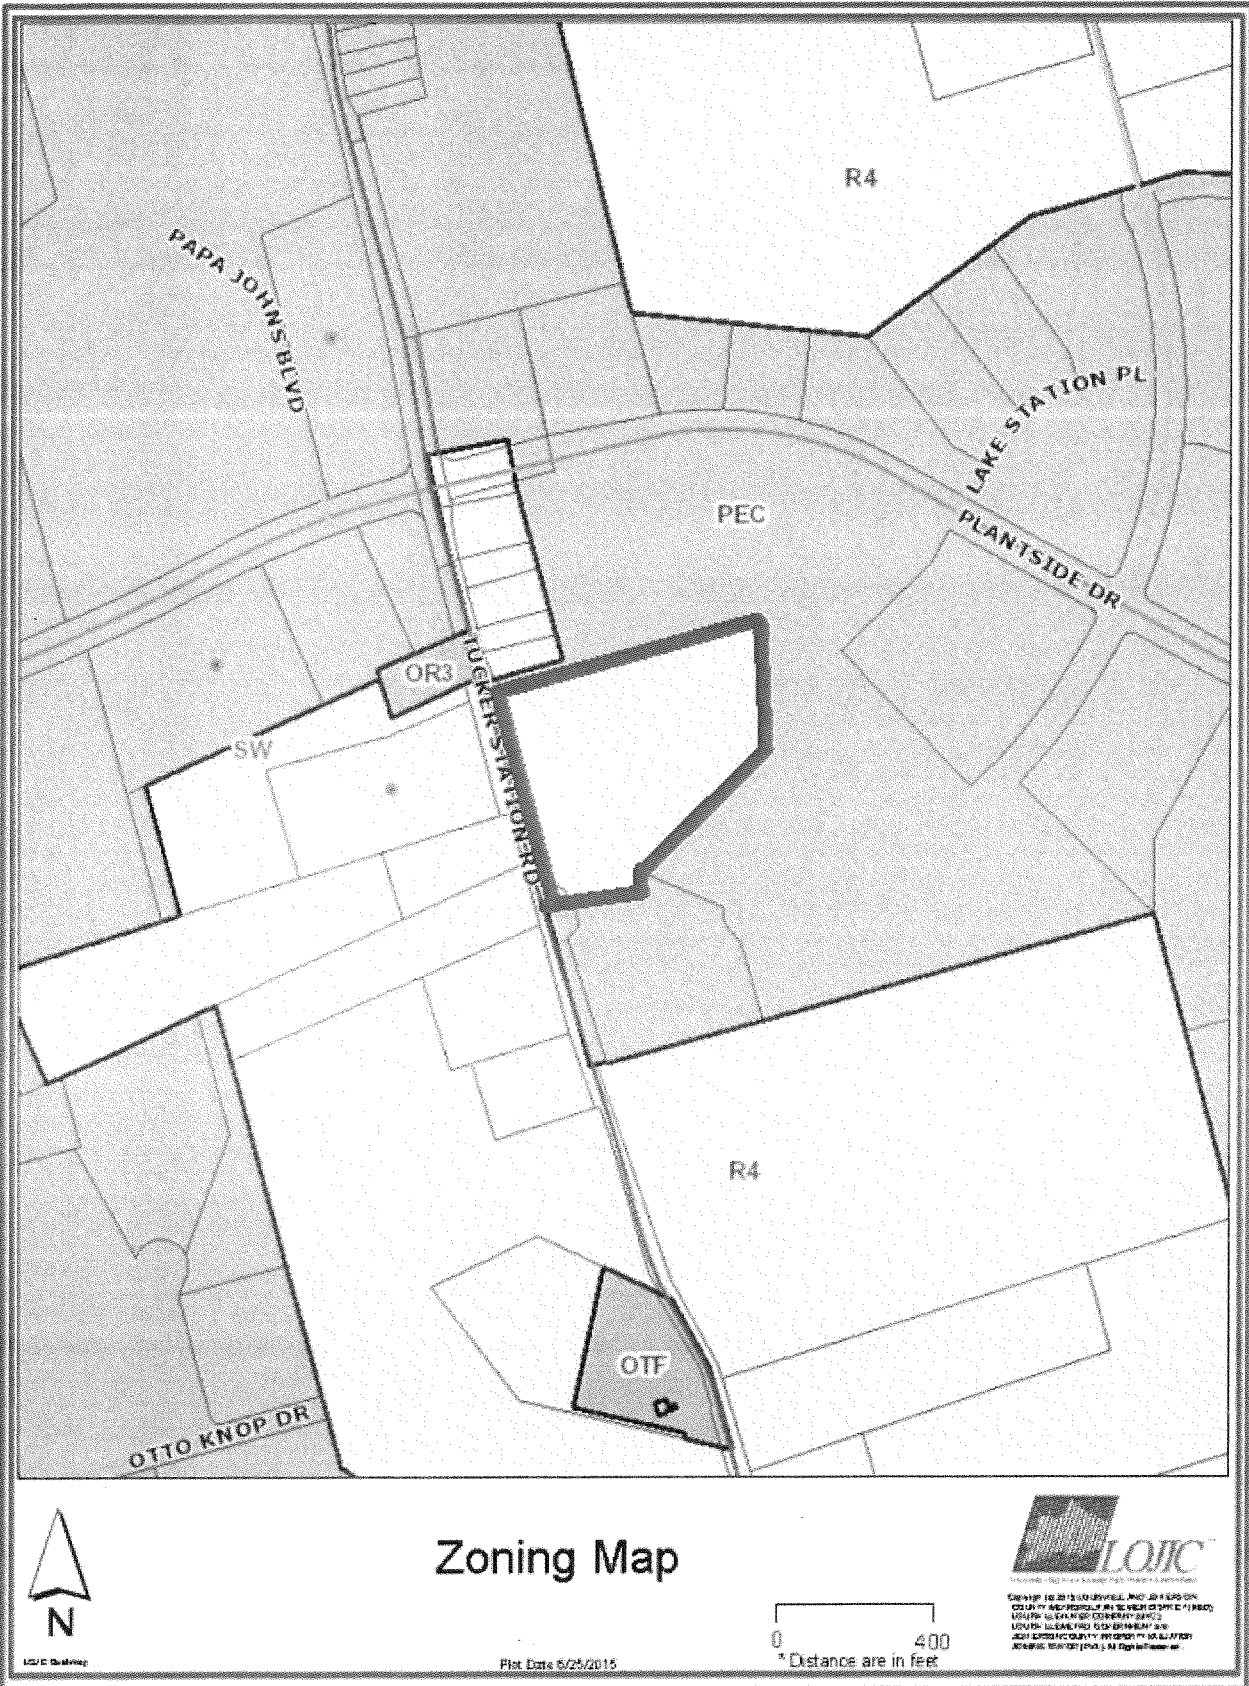 R4
PAPA JOHNS BLVD
LAKE STATION PL
PEC
PLANTSIDE DR
OR3
TUCKER STATION RD
SW
R4
OTF
OTTO KNOP DR
Zoning Map
LOJIC
N
0 400
* Distance are in feet
Plot Date 6/25/2015